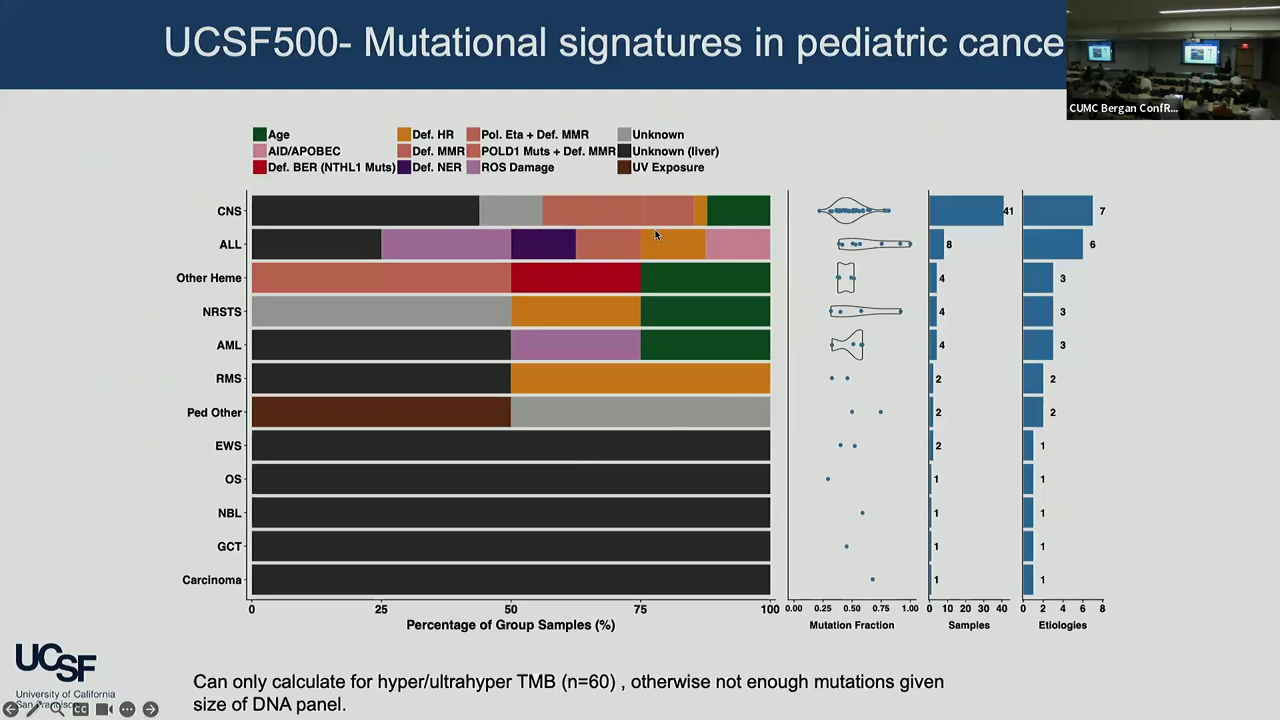 UCSF500- Mutational signatures in pediatric cance
CUMC Bergan ConfR...
Age
AID/APOBEC
Def. BER (NTHL1 Muts)
Def. HR
Def. MMR
Def. NER
Pol. Eta + Def. MMR
POLD1 Muts + Def. MMR
ROS Damage
Unknown
Unknown (liver)
UV Exposure
CNS 41 7
ALL 8 6
Other Heme 4 3
NRSTS 4 3
AML 4 3
RMS 2 2
Ped Other 2 2
EWS 2 1
OS 1 1
NBL 1 1
GCT 1 1
Carcinoma 1 1
0 25 50 75 100 0.00 0.25 0.50 0.75 1.00 0 10 20 30 40 0 2 4 6 8
Percentage of Group Samples (%) Mutation Fraction Samples Etiologies
UCSF
University of California
San Francisco
Can only calculate for hyper/ultrahyper TMB (n=60) , otherwise not enough mutations given
size of DNA panel.